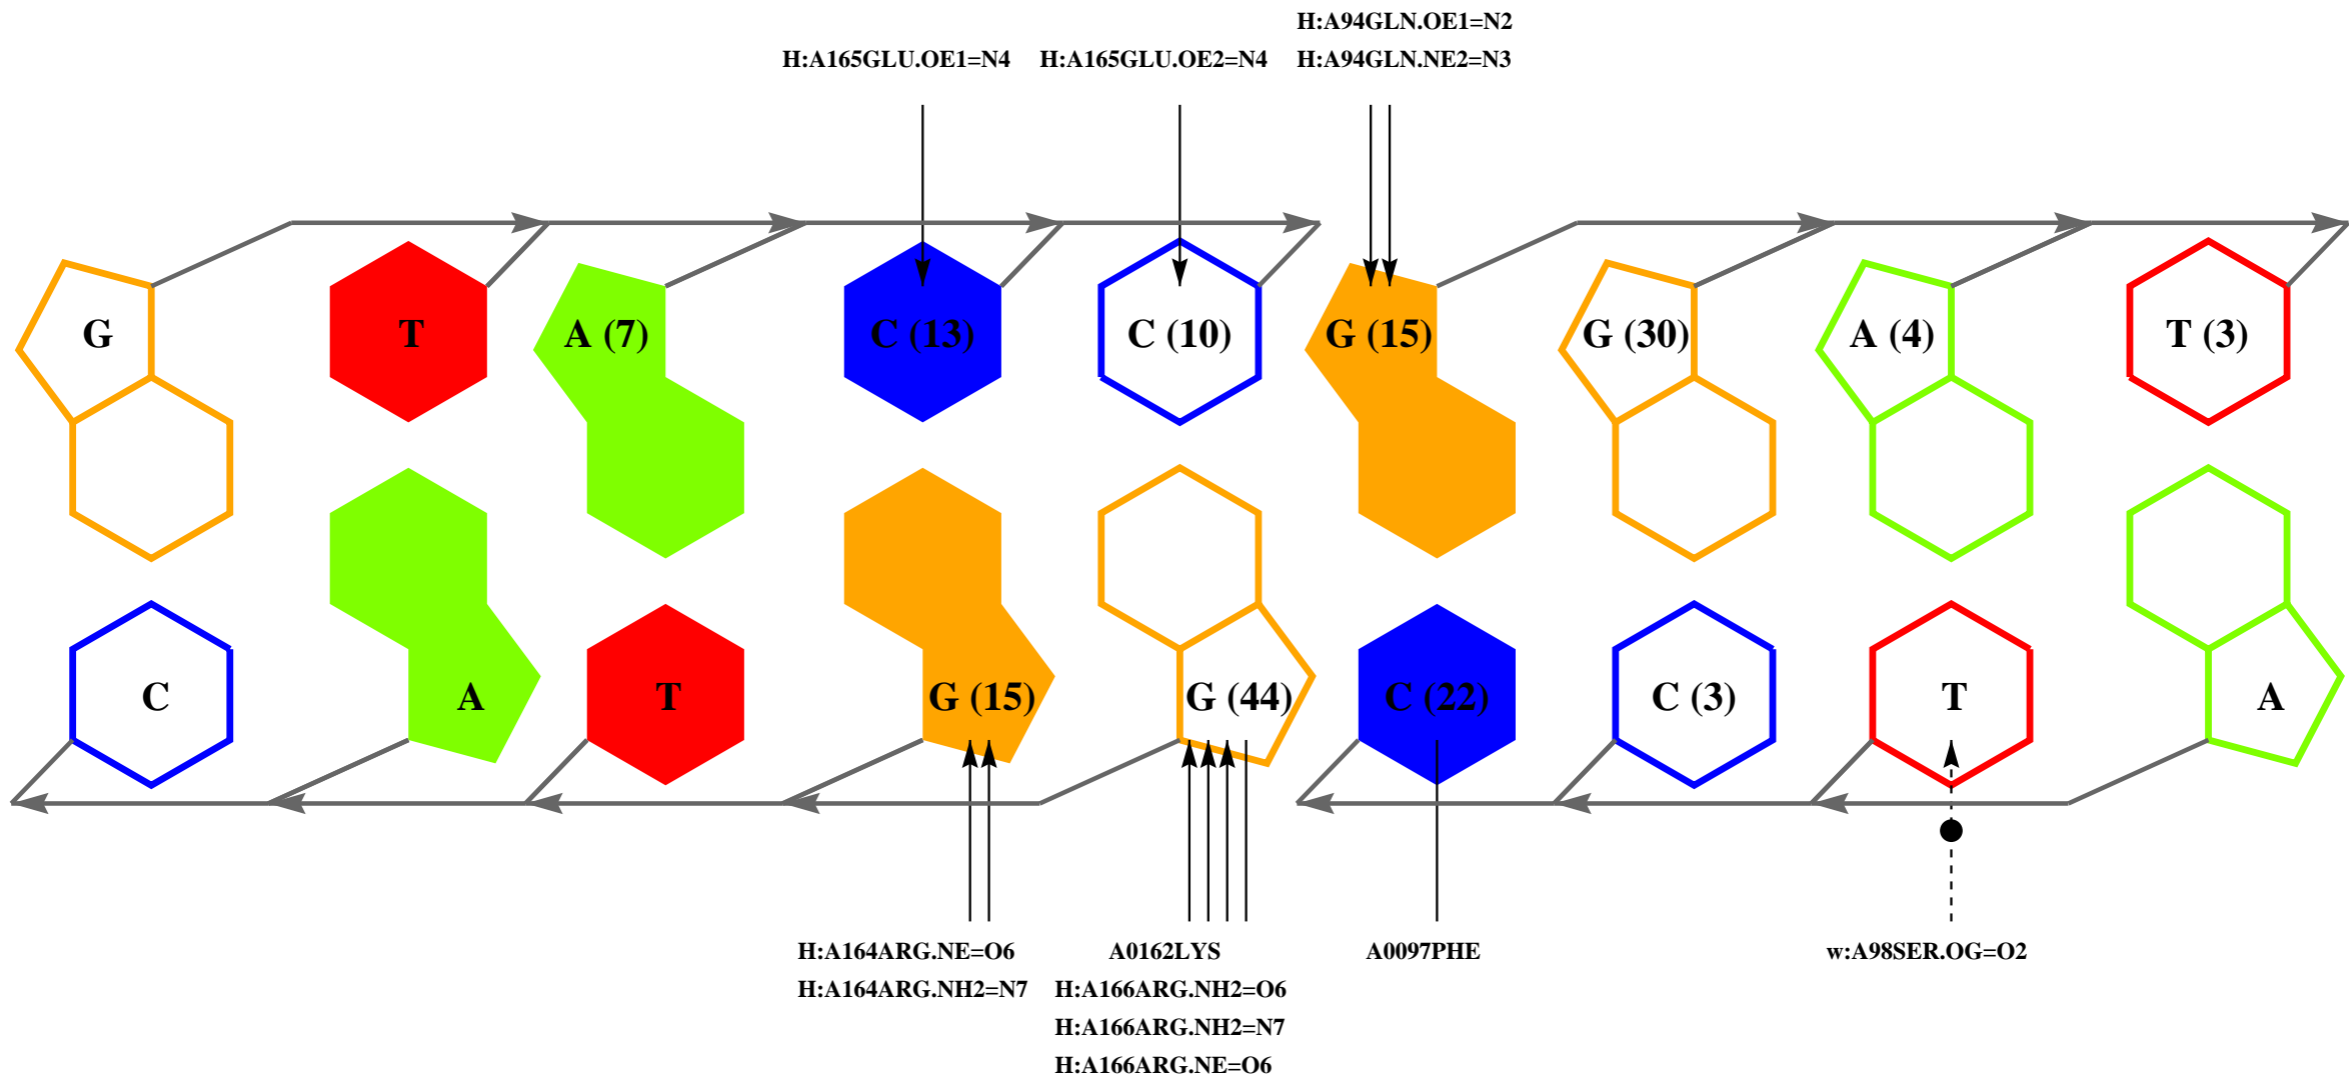 H:A94GLN.OE1=N2
H:A165GLU.OE1=N4 H:A165GLU.OE2=N4 H:A94GLN.NE2=N3
G T A (7) C (13) C (10) G (15) G (30) A (4) T (3)
C A T G (15) G (44) C (22) C (3) T A
H:A164ARG.NE=O6 A0162LYS A0097PHE w:A98SER.OG=O2
H:A164ARG.NH2=N7 H:A166ARG.NH2=O6
H:A166ARG.NH2=N7
H:A166ARG.NE=O6